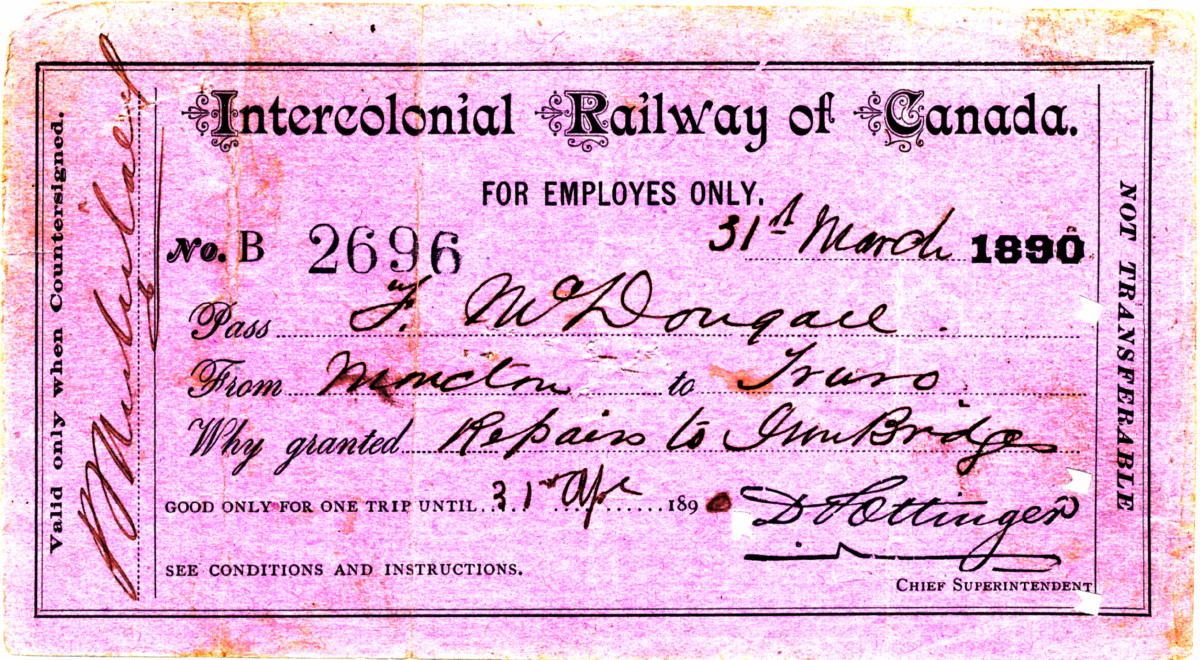 Intercolonial Railway of Canada.
FOR EMPLOYES ONLY.
No. B 2696 31st March 1890
Pass F. McDougall.
From Moncton to Truro
Why granted Repairs to Iron Bridges
GOOD ONLY FOR ONE TRIP UNTIL 31st Apr 1890
D Pottinger
SEE CONDITIONS AND INSTRUCTIONS.
CHIEF SUPERINTENDENT
Valid only when Countersigned.
NOT TRANSFERABLE